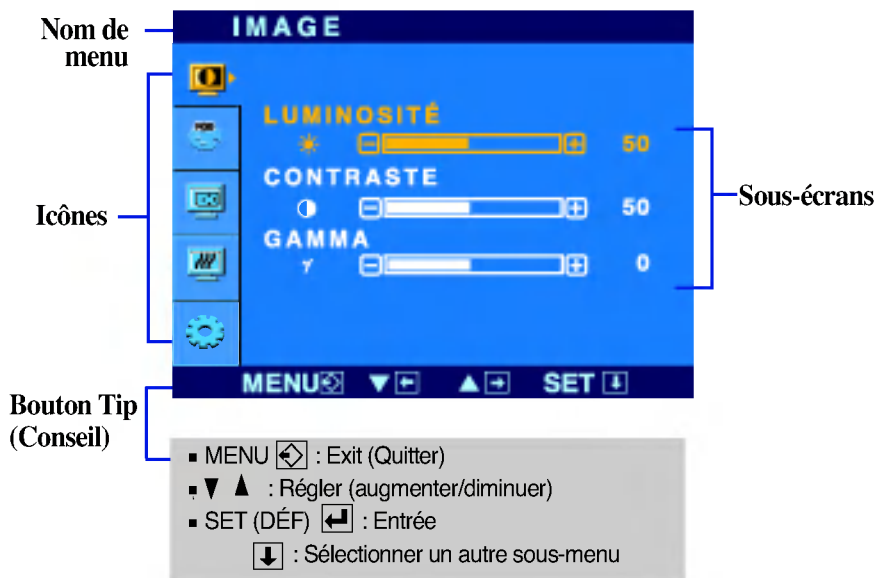 Nom de
menu
IMAGE
LUMINOSITÉ
50
CONTRASTE
50
GAMMA
0
Icônes
Sous-écrans
MENU ▼ ▲ SET
Bouton Tip
(Conseil)
▪ MENU : Exit (Quitter)
▪ ▼ ▲ : Régler (augmenter/diminuer)
▪ SET (DÉF) ↵ : Entrée
↓ : Sélectionner un autre sous-menu